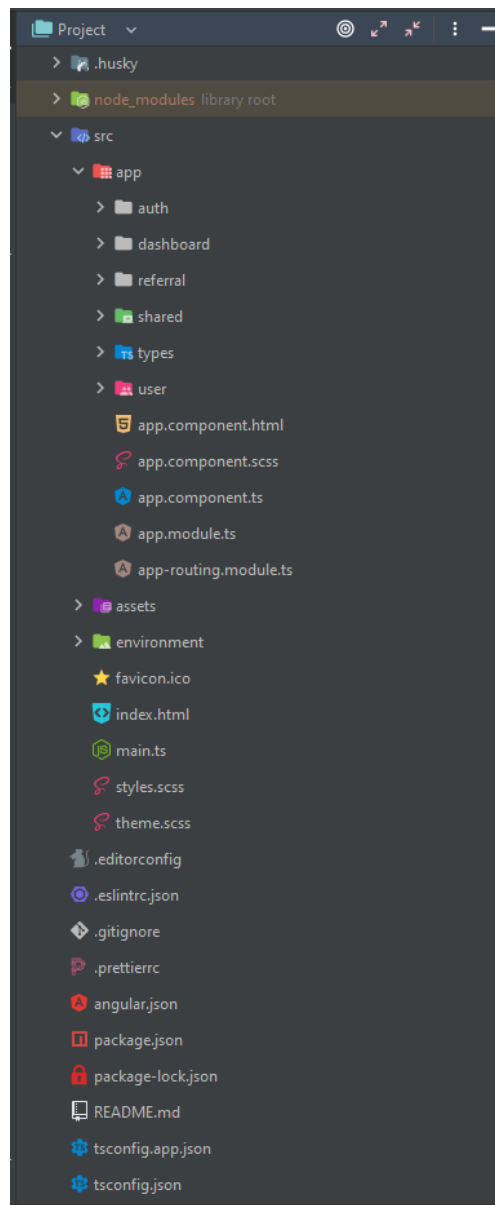 Project
.husky
node_modules library root
src
app
auth
dashboard
referral
shared
TS types
user
app.component.html
app.component.scss
app.component.ts
app.module.ts
app-routing.module.ts
assets
environment
favicon.ico
index.html
main.ts
styles.scss
theme.scss
.editorconfig
.eslintrc.json
.gitignore
.prettierrc
angular.json
package.json
package-lock.json
README.md
tsconfig.app.json
tsconfig.json